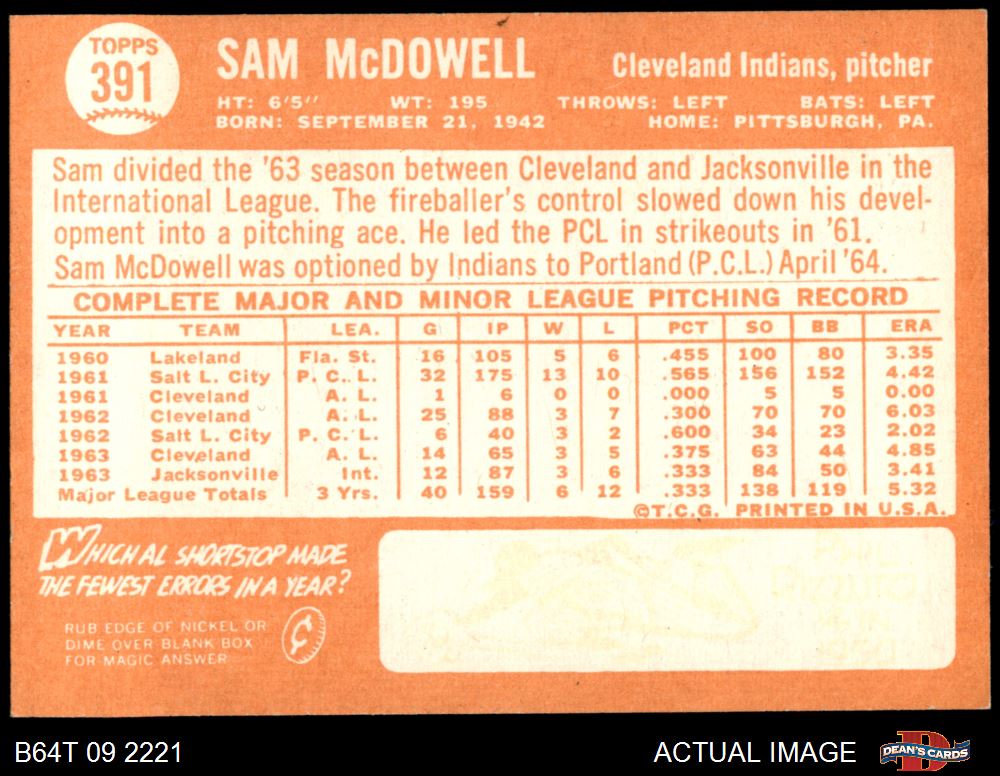 TOPPS
391
SAM McDOWELL
Cleveland Indians, pitcher
HT: 6'5" WT: 195 THROWS: LEFT BATS: LEFT
BORN: SEPTEMBER 21, 1942 HOME: PITTSBURGH, PA.
Sam divided the '63 season between Cleveland and Jacksonville in the
International League. The fireballer's control slowed down his devel-
opment into a pitching ace. He led the PCL in strikeouts in '61.
Sam McDowell was optioned by Indians to Portland (P.C.L.) April '64.
COMPLETE MAJOR AND MINOR LEAGUE PITCHING RECORD
YEAR TEAM LEA. G IP W L PCT SO BB ERA
1960 Lakeland Fla. St. 16 105 5 6 .455 100 80 3.35
1961 Salt L. City P. C. L. 32 175 13 10 .565 156 152 4.42
1961 Cleveland A. L. 1 6 0 0 .000 5 5 0.00
1962 Cleveland A. L. 25 88 3 7 .300 70 70 6.03
1962 Salt L. City P. C. L. 6 40 3 2 .600 34 23 2.02
1963 Cleveland A. L. 14 65 3 5 .375 63 44 4.85
1963 Jacksonville Int. 12 87 3 6 .333 84 50 3.41
Major League Totals 3 Yrs. 40 159 6 12 .333 138 119 5.32
©T.C.G. PRINTED IN U.S.A.
WHICH AL SHORTSTOP MADE
THE FEWEST ERRORS IN A YEAR?
RUB EDGE OF NICKEL OR
DIME OVER BLANK BOX
FOR MAGIC ANSWER
¢
B64T 09 2221
ACTUAL IMAGE
D
DEAN'S CARDS